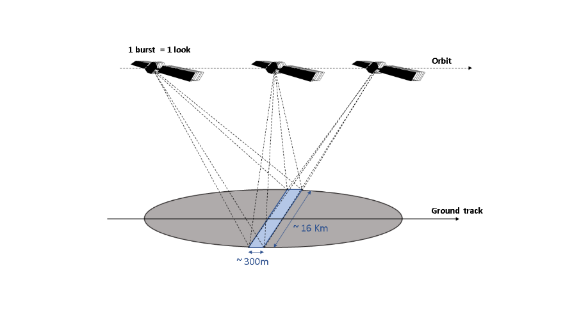 1 burst = 1 look
Orbit
Ground track
~ 16 Km
~ 300m